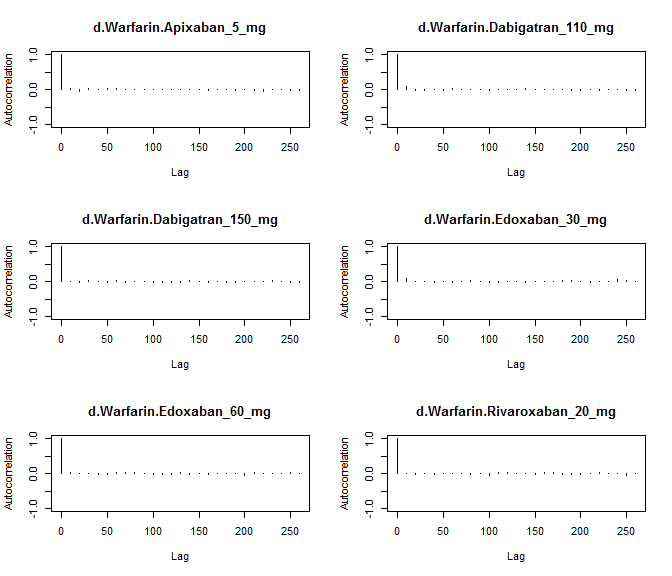 d.Warfarin.Apixaban_5_mg
Autocorrelation
1.0
0.0
-1.0
0 50 100 150 200 250
Lag
d.Warfarin.Dabigatran_110_mg
Autocorrelation
1.0
0.0
-1.0
0 50 100 150 200 250
Lag
d.Warfarin.Dabigatran_150_mg
Autocorrelation
1.0
0.0
-1.0
0 50 100 150 200 250
Lag
d.Warfarin.Edoxaban_30_mg
Autocorrelation
1.0
0.0
-1.0
0 50 100 150 200 250
Lag
d.Warfarin.Edoxaban_60_mg
Autocorrelation
1.0
0.0
-1.0
0 50 100 150 200 250
Lag
d.Warfarin.Rivaroxaban_20_mg
Autocorrelation
1.0
0.0
-1.0
0 50 100 150 200 250
Lag